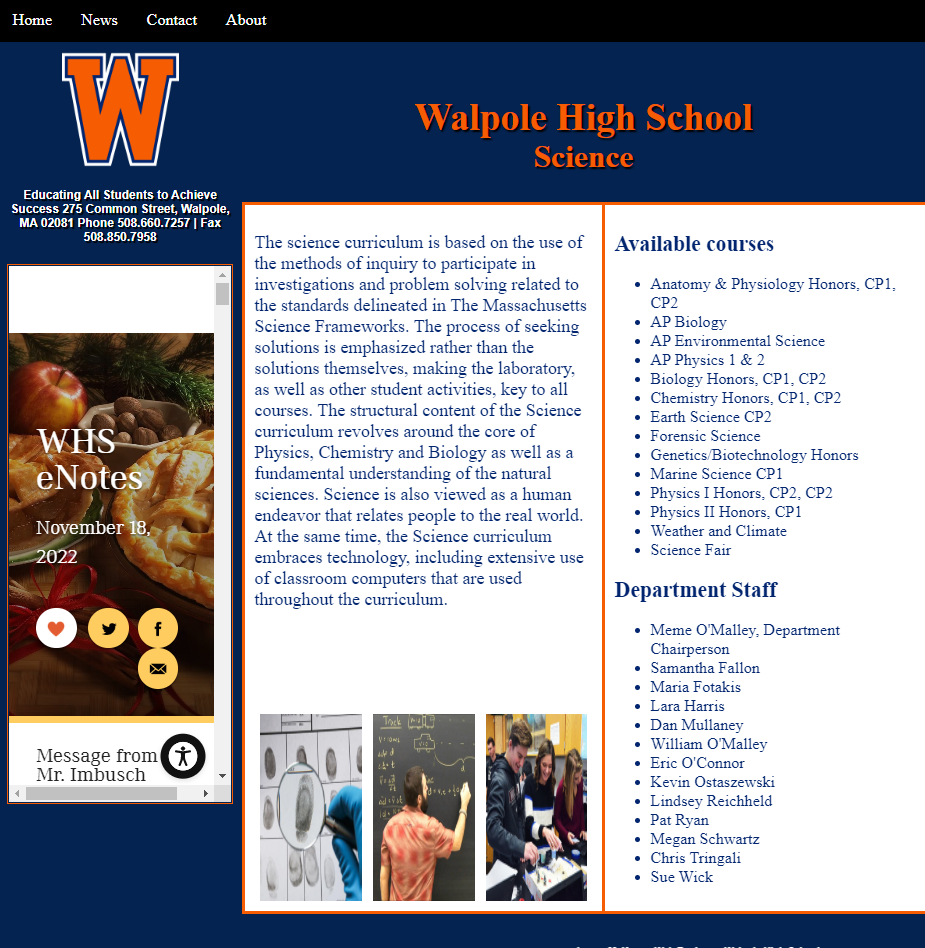 Home News Contact About
W
Walpole High School
Science
Educating All Students to Achieve
Success 275 Common Street, Walpole,
MA 02081 Phone 508.660.7257 | Fax
508.850.7958
WHS
eNotes
November 18,
2022
Message from
Mr. Imbusch
The science curriculum is based on the use of
the methods of inquiry to participate in
investigations and problem solving related to
the standards delineated in The Massachusetts
Science Frameworks. The process of seeking
solutions is emphasized rather than the
solutions themselves, making the laboratory,
as well as other student activities, key to all
courses. The structural content of the Science
curriculum revolves around the core of
Physics, Chemistry and Biology as well as a
fundamental understanding of the natural
sciences. Science is also viewed as a human
endeavor that relates people to the real world.
At the same time, the Science curriculum
embraces technology, including extensive use
of classroom computers that are used
throughout the curriculum.
Track
Available courses
Anatomy & Physiology Honors, CP1,
CP2
AP Biology
AP Environmental Science
AP Physics 1 & 2
Biology Honors, CP1, CP2
Chemistry Honors, CP1, CP2
Earth Science CP2
Forensic Science
Genetics/Biotechnology Honors
Marine Science CP1
Physics I Honors, CP2, CP2
Physics II Honors, CP1
Weather and Climate
Science Fair
Department Staff
Meme O'Malley, Department
Chairperson
Samantha Fallon
Maria Fotakis
Lara Harris
Dan Mullaney
William O'Malley
Eric O'Connor
Kevin Ostaszewski
Lindsey Reichheld
Pat Ryan
Megan Schwartz
Chris Tringali
Sue Wick